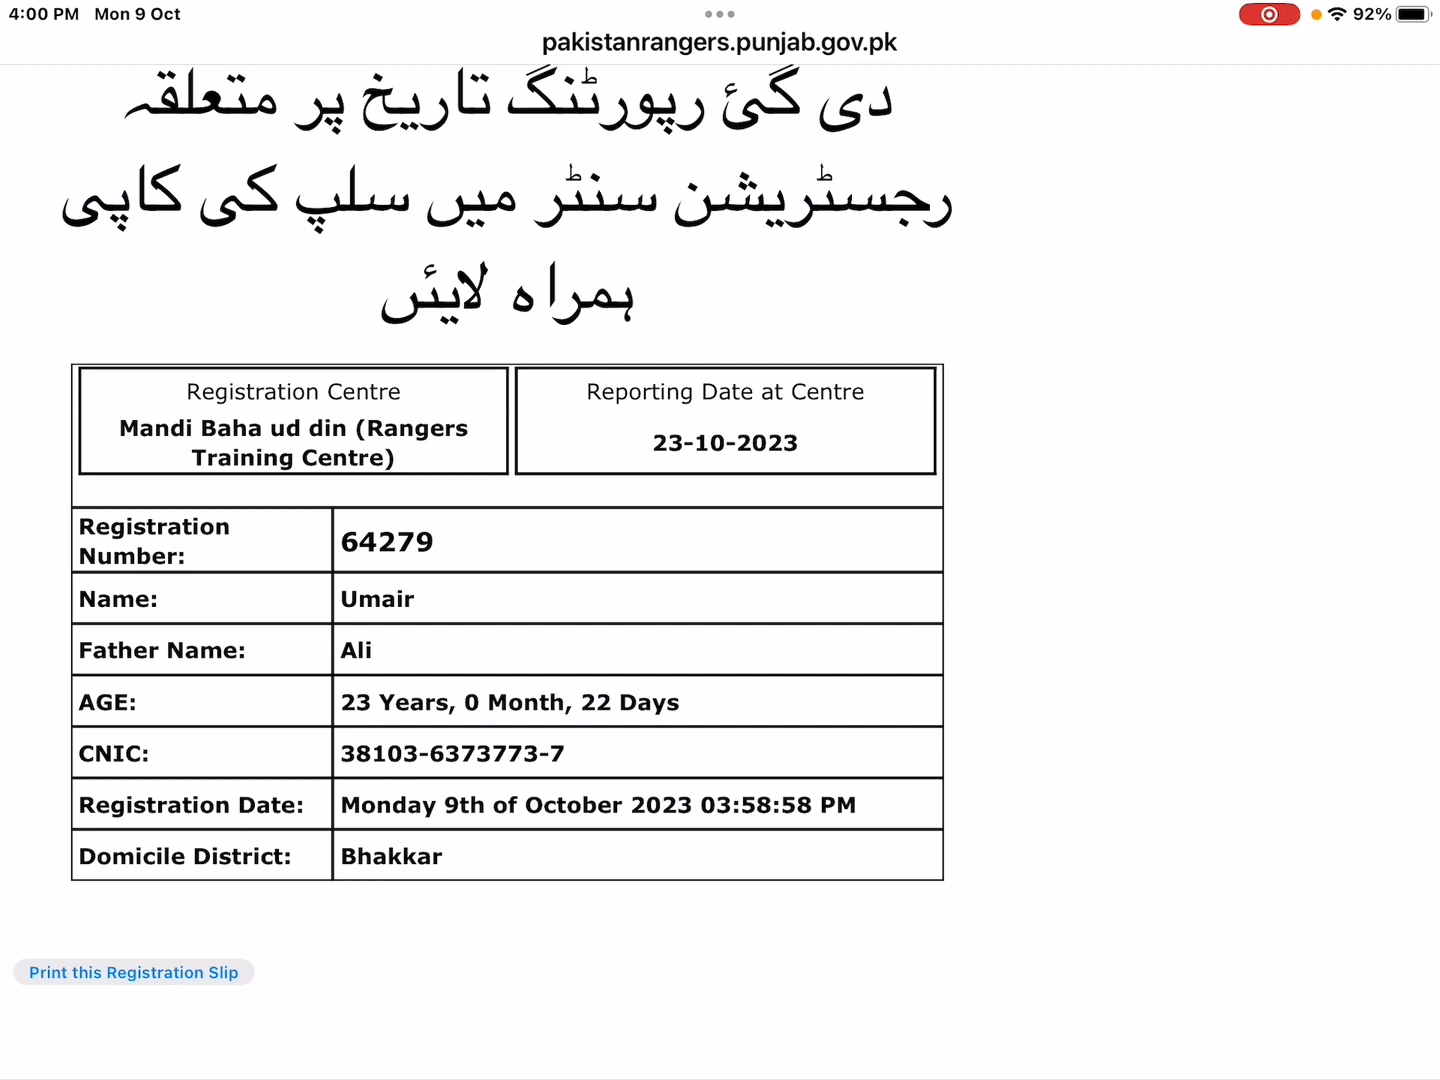 4:00 PM Mon 9 Oct
92%
pakistanrangers.punjab.gov.pk
دی گئ رپورٹنگ تاریخ پر متعلقہ
رجسٹریشن سنٹر میں سلپ کی کاپی
ہمراہ لایئں
Registration Centre
Mandi Baha ud din (Rangers
Training Centre)
Reporting Date at Centre
23-10-2023
Registration
Number:
64279
Name: Umair
Father Name: Ali
AGE: 23 Years, 0 Month, 22 Days
CNIC: 38103-6373773-7
Registration Date: Monday 9th of October 2023 03:58:58 PM
Domicile District: Bhakkar
Print this Registration Slip